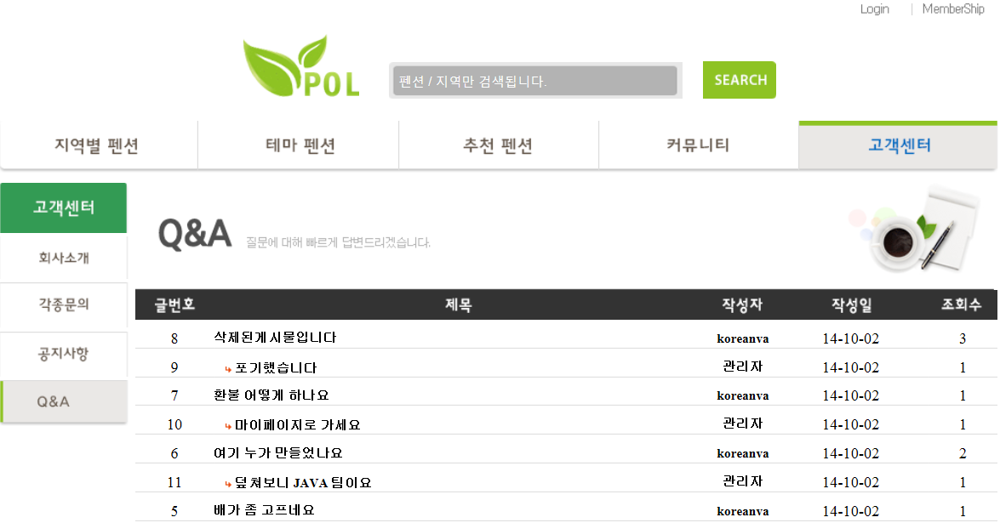 Login | MemberShip
POL
펜션 / 지역만 검색됩니다.
SEARCH
지역별 펜션 테마 펜션 추천 펜션 커뮤니티 고객센터
고객센터
회사소개
각종문의
공지사항
Q&A
Q&A 질문에 대해 빠르게 답변드리겠습니다.
글번호 제목 작성자 작성일 조회수
8 삭제된게시물입니다 koreanva 14-10-02 3
9 포기했습니다 관리자 14-10-02 1
7 환불 어떻게 하나요 koreanva 14-10-02 1
10 마이페이지로 가세요 관리자 14-10-02 1
6 여기 누가 만들었나요 koreanva 14-10-02 2
11 덮쳐보니 JAVA 팀이요 관리자 14-10-02 1
5 배가 좀 고프네요 koreanva 14-10-02 1